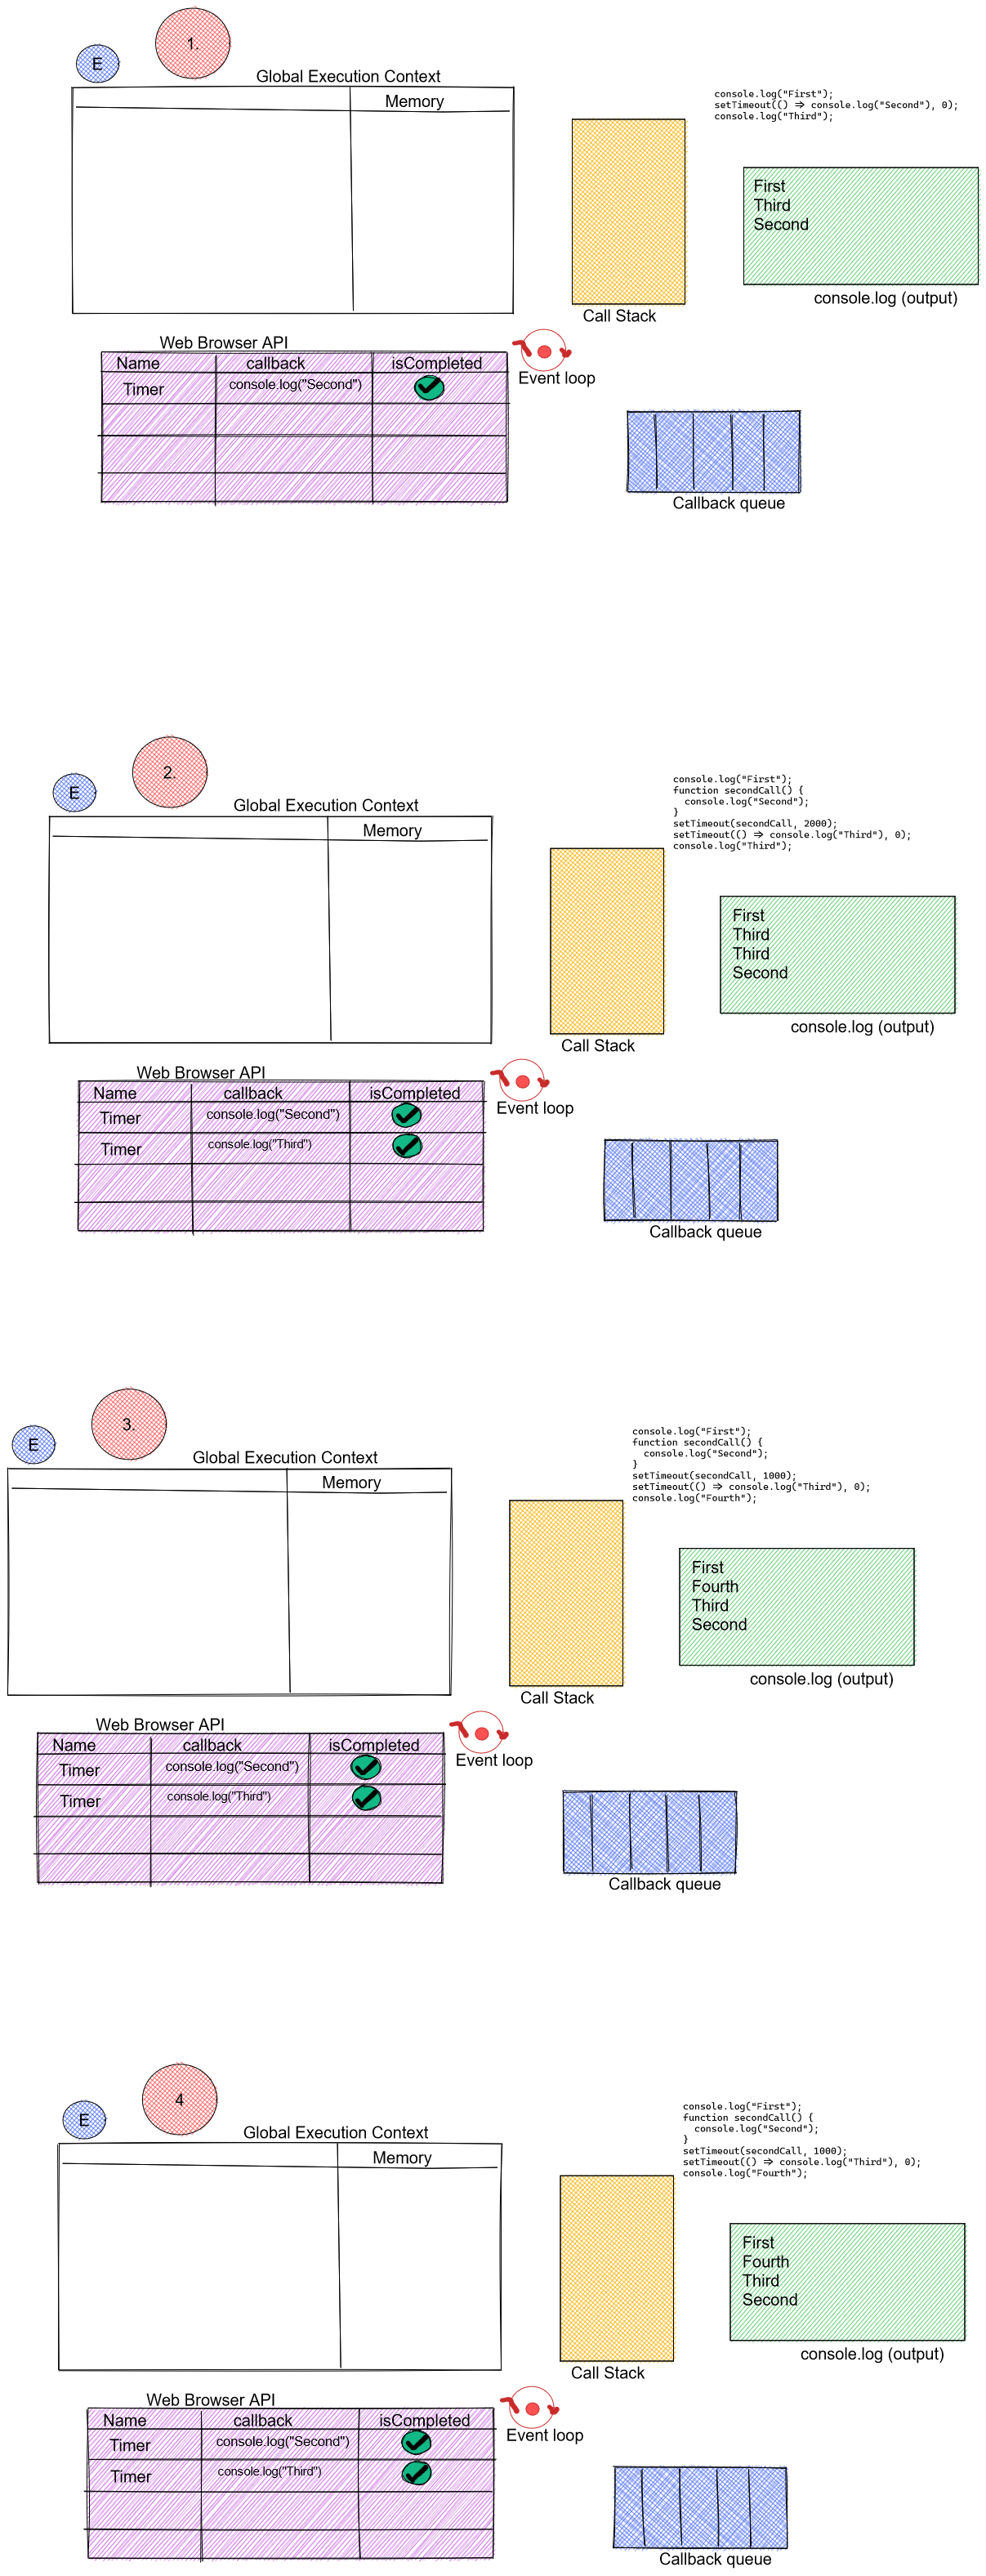 1.
E
Global Execution Context
Memory
console.log("First");
setTimeout(() => console.log("Second"), 0);
console.log("Third");
First
Third
Second
console.log (output)
Call Stack
Web Browser API
Name callback isCompleted
Timer console.log("Second")
Event loop
Callback queue
2.
E
Global Execution Context
Memory
console.log("First");
function secondCall() {
console.log("Second");
}
setTimeout(secondCall, 2000);
setTimeout(() => console.log("Third"), 0);
console.log("Third");
First
Third
Third
Second
console.log (output)
Call Stack
Web Browser API
Name callback isCompleted
Timer console.log("Second")
Timer console.log("Third")
Event loop
Callback queue
3.
E
Global Execution Context
Memory
console.log("First");
function secondCall() {
console.log("Second");
}
setTimeout(secondCall, 1000);
setTimeout(() => console.log("Third"), 0);
console.log("Fourth");
First
Fourth
Third
Second
console.log (output)
Call Stack
Web Browser API
Name callback isCompleted
Timer console.log("Second")
Timer console.log("Third")
Event loop
Callback queue
4
E
Global Execution Context
Memory
console.log("First");
function secondCall() {
console.log("Second");
}
setTimeout(secondCall, 1000);
setTimeout(() => console.log("Third"), 0);
console.log("Fourth");
First
Fourth
Third
Second
console.log (output)
Call Stack
Web Browser API
Name callback isCompleted
Timer console.log("Second")
Timer console.log("Third")
Event loop
Callback queue